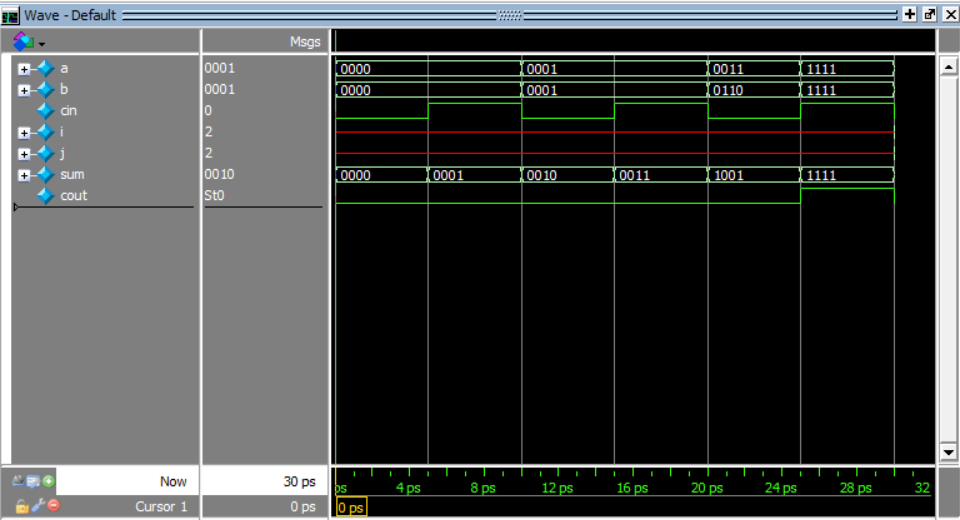 Wave - Default
Msgs
a 0001 0000 0001 0011 1111
b 0001 0000 0001 0110 1111
cin 0
i 2
j 2
sum 0010 0000 0001 0010 0011 1001 1111
cout St0
Now 30 ps ps 4 ps 8 ps 12 ps 16 ps 20 ps 24 ps 28 ps 32
Cursor 1 0 ps 0 ps